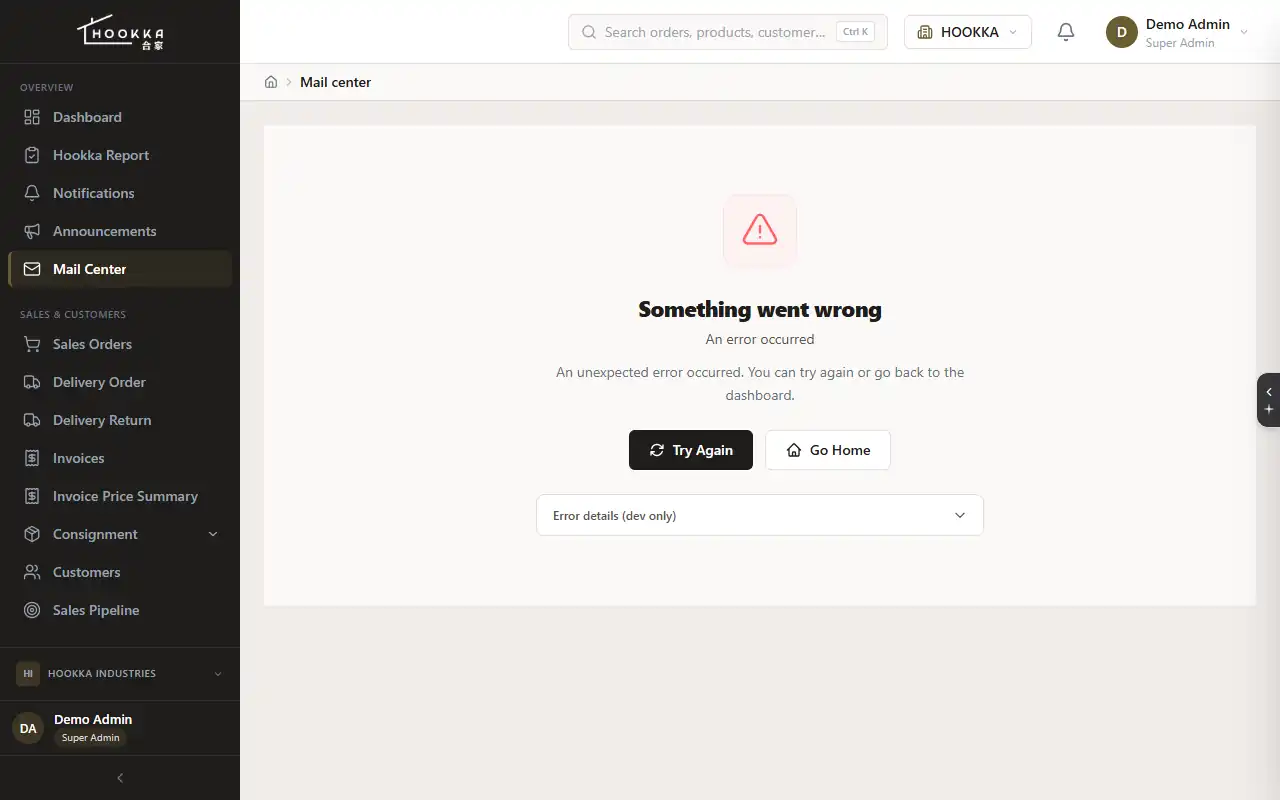 HOOKKA
合家
Search orders, products, customer...
Ctrl K
HOOKKA
D
Demo Admin
Super Admin
Mail center
OVERVIEW
Dashboard
Hookka Report
Notifications
Announcements
Mail Center
SALES & CUSTOMERS
Sales Orders
Delivery Order
Delivery Return
Invoices
Invoice Price Summary
Consignment
Customers
Sales Pipeline
HI
HOOKKA INDUSTRIES
DA
Demo Admin
Super Admin
Something went wrong
An error occurred
An unexpected error occurred. You can try again or go back to the
dashboard.
Try Again
Go Home
Error details (dev only)